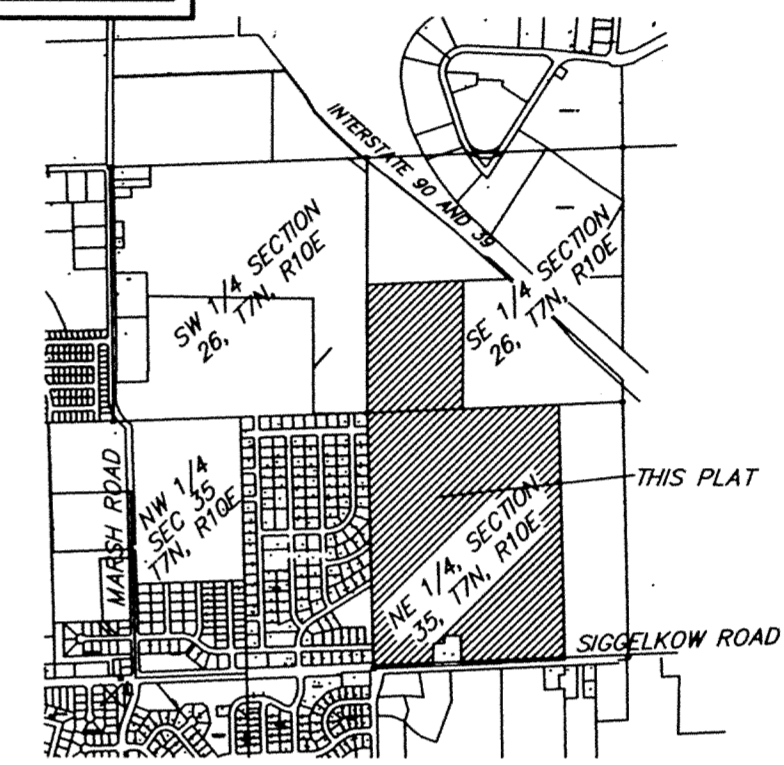 INTERSTATE 90 AND 39
SW 1/4 SECTION
26, T7N, R10E
SE 1/4 SECTION
26, T7N, R10E
MARSH ROAD
NW 1/4
SEC 35
T7N, R10E
THIS PLAT
NE 1/4, SECTION
35, T7N, R10E
SIGGELKOW ROAD